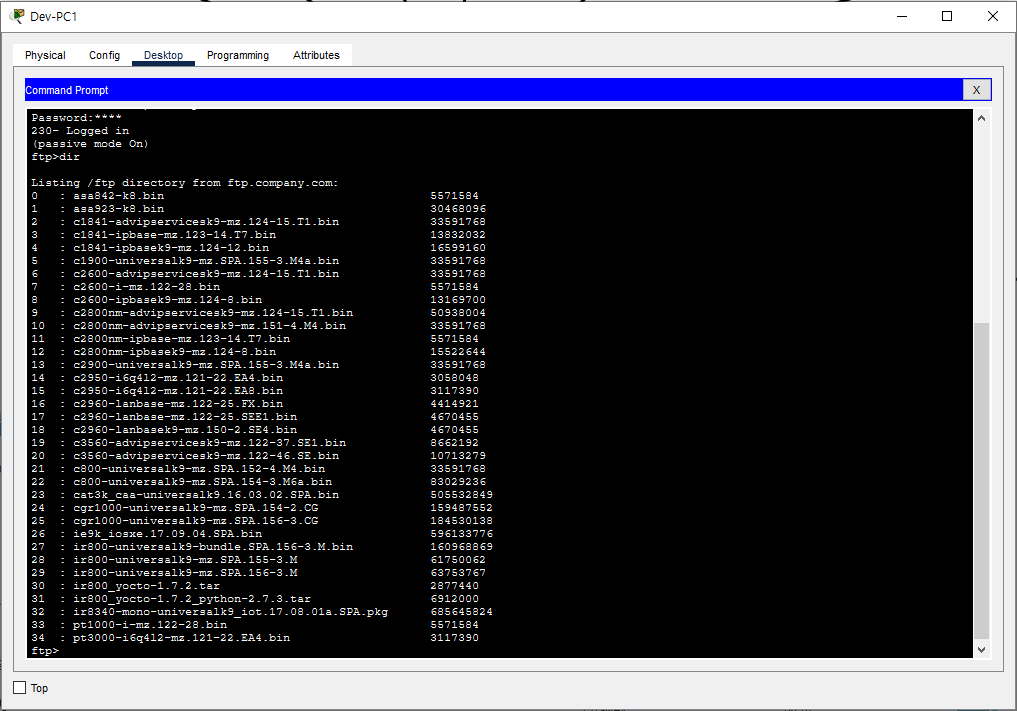 Dev-PC1
Physical Config Desktop Programming Attributes
Command Prompt X
Password:****
230- Logged in
(passive mode On)
ftp>dir
Listing /ftp directory from ftp.company.com:
0 : asa842-k8.bin 5571584
1 : asa923-k8.bin 30468096
2 : c1841-advipservicesk9-mz.124-15.T1.bin 33591768
3 : c1841-ipbase-mz.123-14.T7.bin 13832032
4 : c1841-ipbasek9-mz.124-12.bin 16599160
5 : c1900-universalk9-mz.SPA.155-3.M4a.bin 33591768
6 : c2600-advipservicesk9-mz.124-15.T1.bin 33591768
7 : c2600-i-mz.122-28.bin 5571584
8 : c2600-ipbasek9-mz.124-8.bin 13169700
9 : c2800nm-advipservicesk9-mz.124-15.T1.bin 50938004
10 : c2800nm-advipservicesk9-mz.151-4.M4.bin 33591768
11 : c2800nm-ipbase-mz.123-14.T7.bin 5571584
12 : c2800nm-ipbasek9-mz.124-8.bin 15522644
13 : c2900-universalk9-mz.SPA.155-3.M4a.bin 33591768
14 : c2950-i6q4l2-mz.121-22.EA4.bin 3058048
15 : c2950-i6q4l2-mz.121-22.EA8.bin 3117390
16 : c2960-lanbase-mz.122-25.FX.bin 4414921
17 : c2960-lanbase-mz.122-25.SEE1.bin 4670455
18 : c2960-lanbasek9-mz.150-2.SE4.bin 4670455
19 : c3560-advipservicesk9-mz.122-37.SE1.bin 8662192
20 : c3560-advipservicesk9-mz.122-46.SE.bin 10713279
21 : c800-universalk9-mz.SPA.152-4.M4.bin 33591768
22 : c800-universalk9-mz.SPA.154-3.M6a.bin 83029236
23 : cat3k_caa-universalk9.16.03.02.SPA.bin 505532849
24 : cgr1000-universalk9-mz.SPA.154-2.CG 159487552
25 : cgr1000-universalk9-mz.SPA.156-3.CG 184530138
26 : ie9k_iosxe.17.09.04.SPA.bin 596133776
27 : ir800-universalk9-bundle.SPA.156-3.M.bin 160968869
28 : ir800-universalk9-mz.SPA.155-3.M 61750062
29 : ir800-universalk9-mz.SPA.156-3.M 63753767
30 : ir800_yocto-1.7.2.tar 2877440
31 : ir800_yocto-1.7.2_python-2.7.3.tar 6912000
32 : ir8340-mono-universalk9_iot.17.08.01a.SPA.pkg 685645824
33 : pt1000-i-mz.122-28.bin 5571584
34 : pt3000-i6q4l2-mz.121-22.EA4.bin 3117390
ftp>
Top